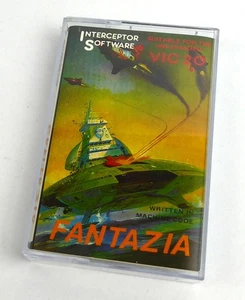 INTERCEPTOR
SOFTWARE
VIC 20
WRITTEN IN
MACHINE CODE
FANTAZIA